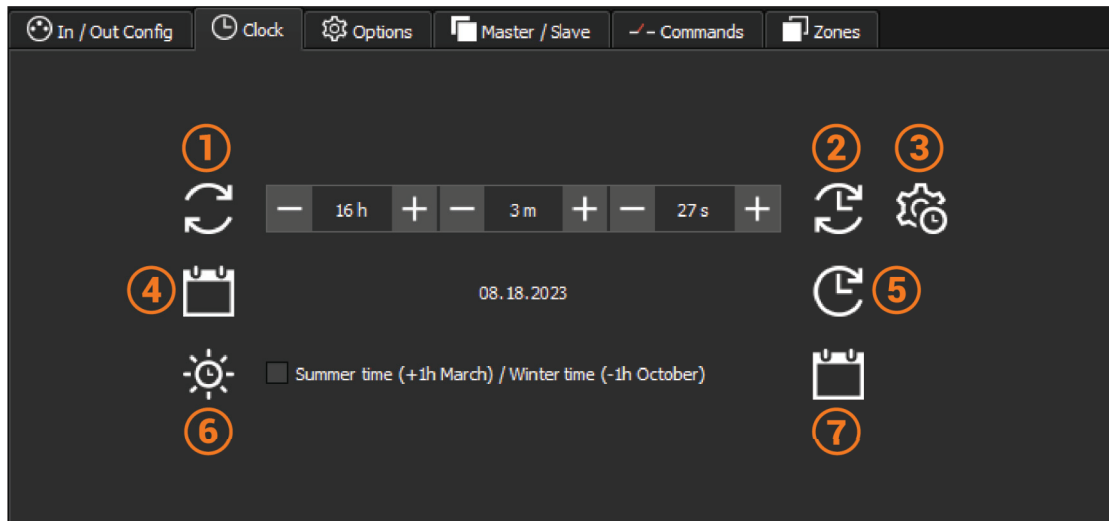 In / Out Config Clock Options Master / Slave Commands Zones
1 2 3
− 16 h + − 3 m + − 27 s +
4 08.18.2023 5
Summer time (+1h March) / Winter time (-1h October)
6 7